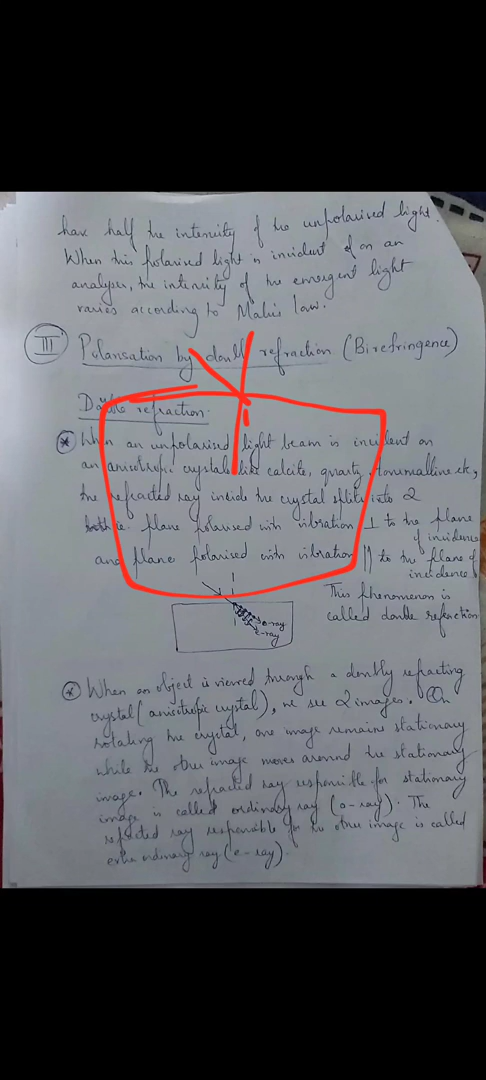 have half the intensity of the unpolarised light.
When this polarised light is incident of on an
analyser, the intensity of the emergent light
varies according to Malus law.
III Polarisation by double refraction (Birefringence)
Double refraction.
When an unpolarised light beam is incident on
an anisotropic crystals like calcite, quartz, tourmalline etc,
the refracted ray inside the crystal splits into 2
i.e. plane polarised with vibration ⊥ to the plane
of incidence
and plane polarised with vibration || to the plane of
incidence
This phenomenon is
called double refraction
o-ray
e-ray
When an object is viewed through a doubly refracting
crystal (anisotropic crystal), we see 2 images. On
rotating the crystal, one image remains stationary
while the other image moves around the stationary
image. The refracted ray responsible for stationary
image is called ordinary ray (o-ray). The
refracted ray responsible for the other image is called
extra ordinary ray (e-ray).